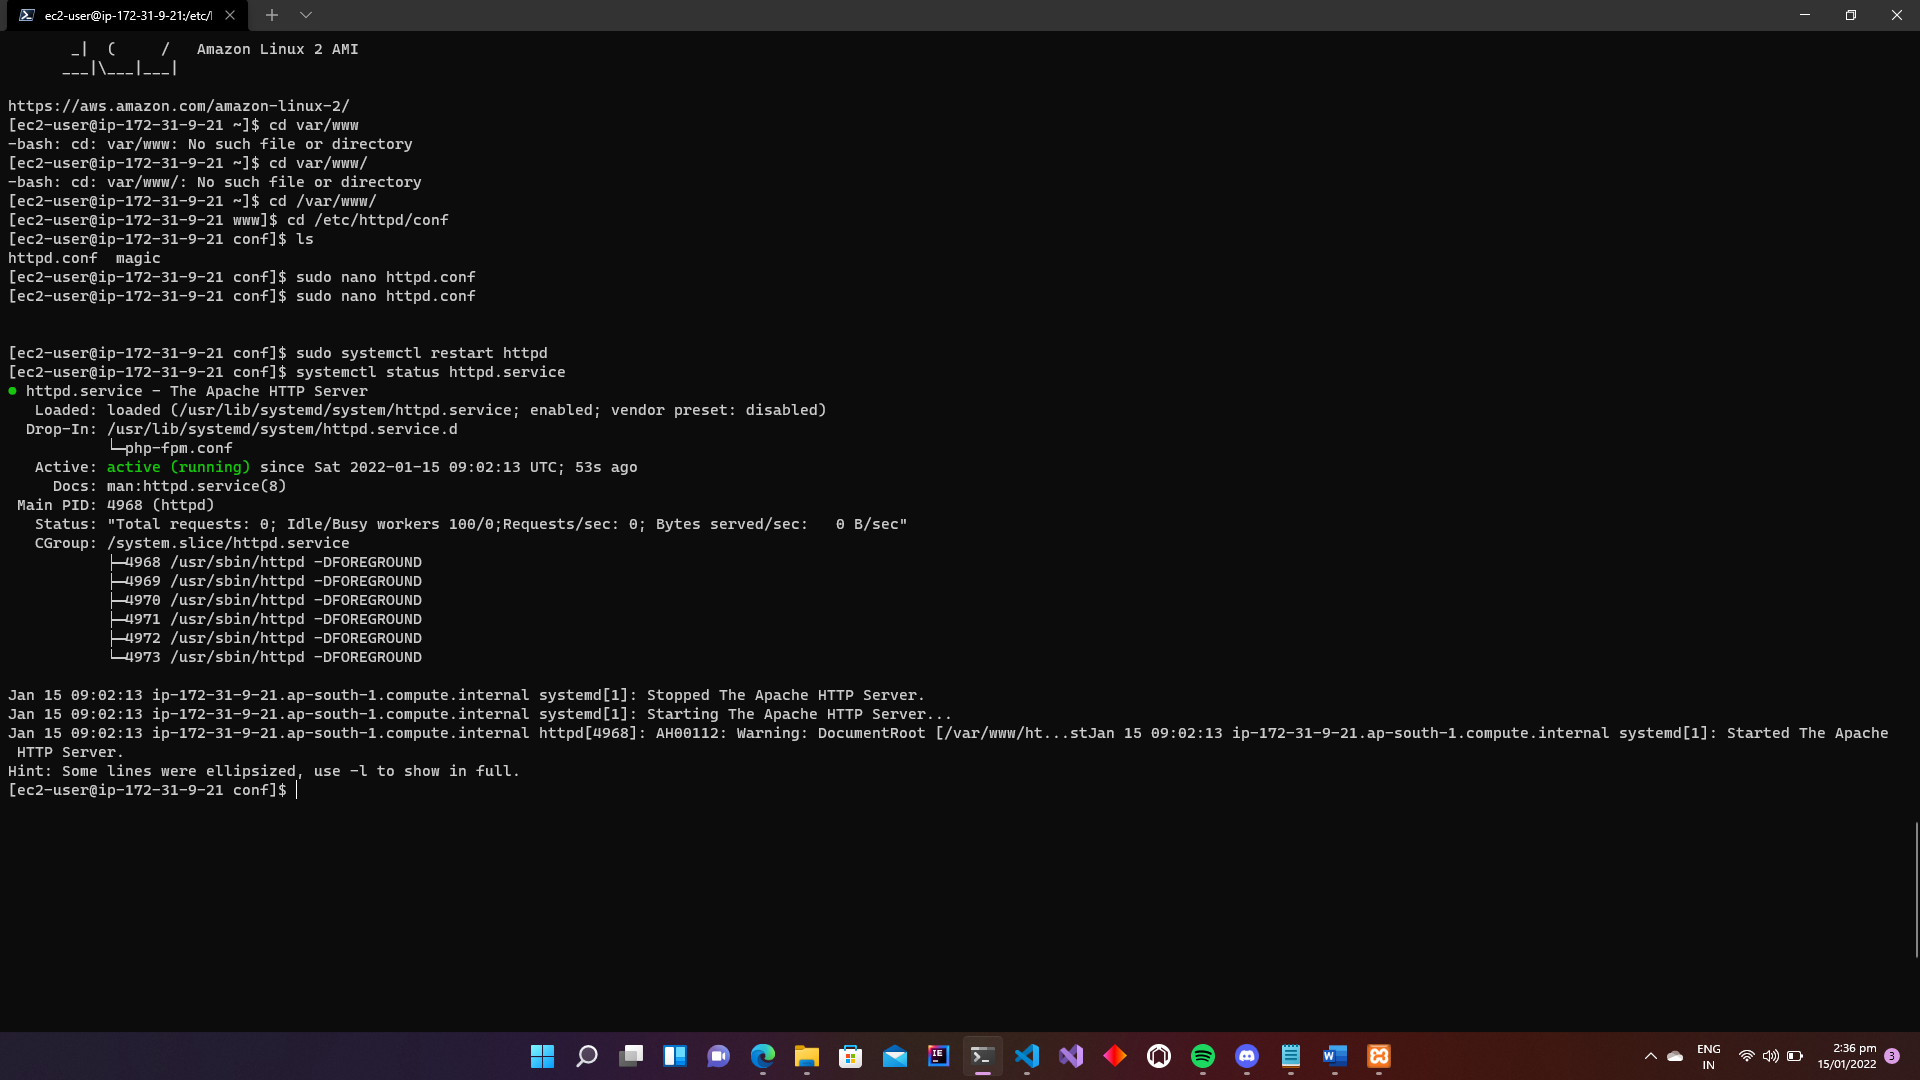 ec2-user@ip-172-31-9-21:/etc/
_|  (     /   Amazon Linux 2 AMI
___|\___|___|
https://aws.amazon.com/amazon-linux-2/
[ec2-user@ip-172-31-9-21 ~]$ cd var/www
-bash: cd: var/www: No such file or directory
[ec2-user@ip-172-31-9-21 ~]$ cd var/www/
-bash: cd: var/www/: No such file or directory
[ec2-user@ip-172-31-9-21 ~]$ cd /var/www/
[ec2-user@ip-172-31-9-21 www]$ cd /etc/httpd/conf
[ec2-user@ip-172-31-9-21 conf]$ ls
httpd.conf  magic
[ec2-user@ip-172-31-9-21 conf]$ sudo nano httpd.conf
[ec2-user@ip-172-31-9-21 conf]$ sudo nano httpd.conf
[ec2-user@ip-172-31-9-21 conf]$ sudo systemctl restart httpd
[ec2-user@ip-172-31-9-21 conf]$ systemctl status httpd.service
● httpd.service - The Apache HTTP Server
Loaded: loaded (/usr/lib/systemd/system/httpd.service; enabled; vendor preset: disabled)
Drop-In: /usr/lib/systemd/system/httpd.service.d
└─php-fpm.conf
Active: active (running) since Sat 2022-01-15 09:02:13 UTC; 53s ago
Docs: man:httpd.service(8)
Main PID: 4968 (httpd)
Status: "Total requests: 0; Idle/Busy workers 100/0;Requests/sec: 0; Bytes served/sec:   0 B/sec"
CGroup: /system.slice/httpd.service
├─4968 /usr/sbin/httpd -DFOREGROUND
├─4969 /usr/sbin/httpd -DFOREGROUND
├─4970 /usr/sbin/httpd -DFOREGROUND
├─4971 /usr/sbin/httpd -DFOREGROUND
├─4972 /usr/sbin/httpd -DFOREGROUND
└─4973 /usr/sbin/httpd -DFOREGROUND
Jan 15 09:02:13 ip-172-31-9-21.ap-south-1.compute.internal systemd[1]: Stopped The Apache HTTP Server.
Jan 15 09:02:13 ip-172-31-9-21.ap-south-1.compute.internal systemd[1]: Starting The Apache HTTP Server...
Jan 15 09:02:13 ip-172-31-9-21.ap-south-1.compute.internal httpd[4968]: AH00112: Warning: DocumentRoot [/var/www/ht...stJan 15 09:02:13 ip-172-31-9-21.ap-south-1.compute.internal systemd[1]: Started The Apache
HTTP Server.
Hint: Some lines were ellipsized, use -l to show in full.
[ec2-user@ip-172-31-9-21 conf]$
IE
W
ENG
IN
2:36 pm
15/01/2022
3